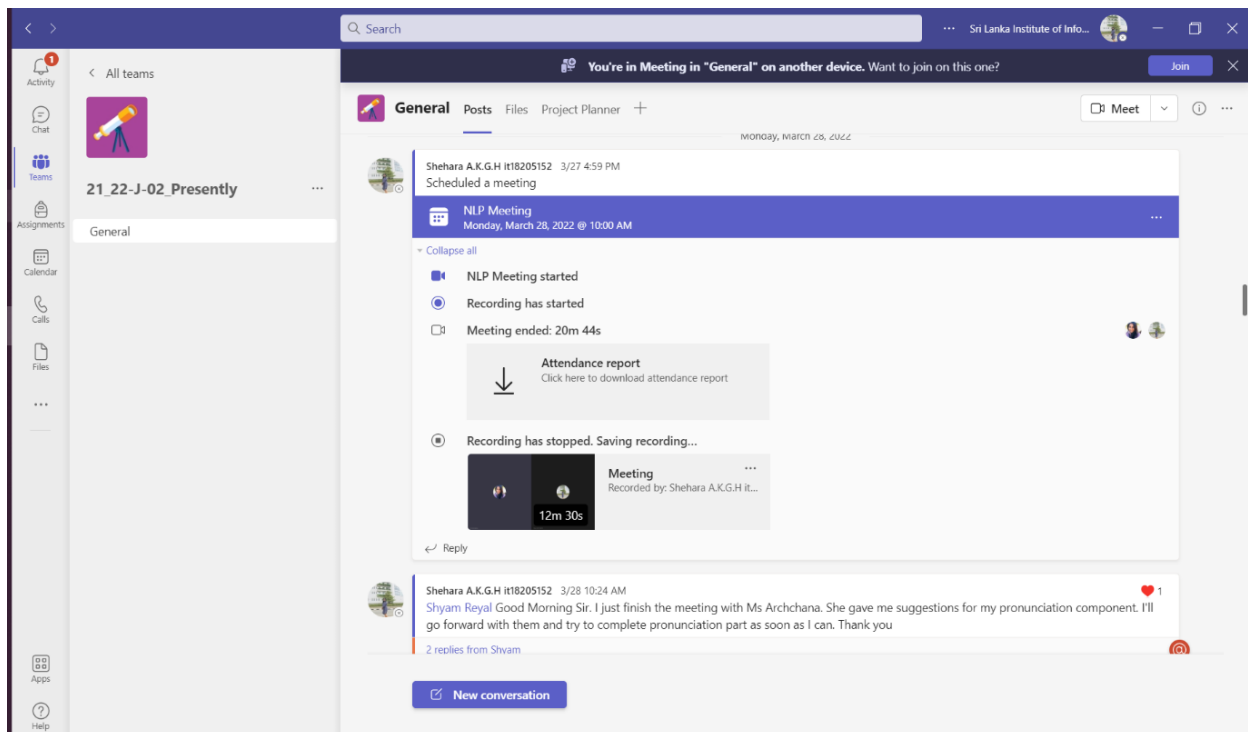 Search
Sri Lanka Institute of Info...
1
Activity
Chat
Teams
Assignments
Calendar
Calls
Files
Apps
Help
All teams
21_22-J-02_Presently
General
You're in Meeting in "General" on another device. Want to join on this one?
Join
General Posts Files Project Planner
Meet
Monday, March 28, 2022
Shehara A.K.G.H it18205152 3/27 4:59 PM
Scheduled a meeting
NLP Meeting
Monday, March 28, 2022 @ 10:00 AM
Collapse all
NLP Meeting started
Recording has started
Meeting ended: 20m 44s
Attendance report
Click here to download attendance report
Recording has stopped. Saving recording...
12m 30s
Meeting
Recorded by: Shehara A.K.G.H it...
Reply
Shehara A.K.G.H it18205152 3/28 10:24 AM
1
Shyam Reyal Good Morning Sir. I just finish the meeting with Ms Archchana. She gave me suggestions for my pronunciation component. I'll
go forward with them and try to complete pronunciation part as soon as I can. Thank you
2 replies from Shyam
New conversation